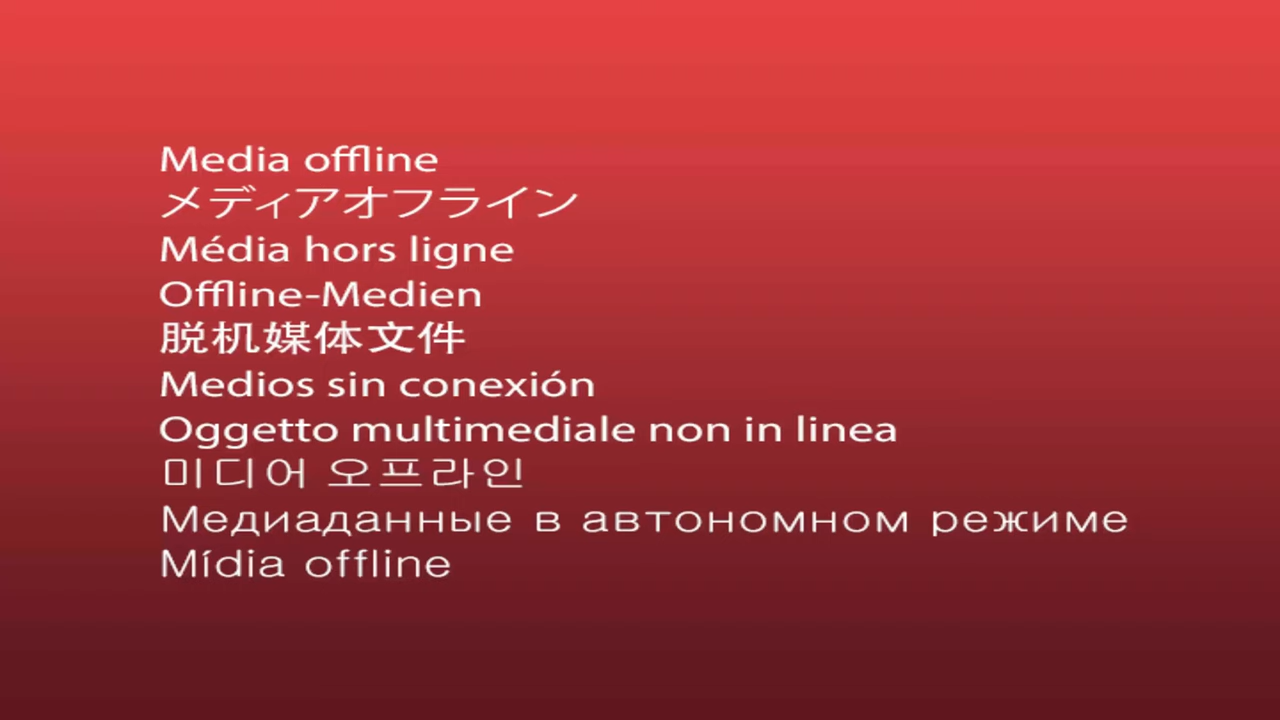 Media offline
メディアオフライン
Média hors ligne
Offline-Medien
脱机媒体文件
Medios sin conexión
Oggetto multimediale non in linea
미디어 오프라인
Медиаданные в автономном режиме
Mídia offline